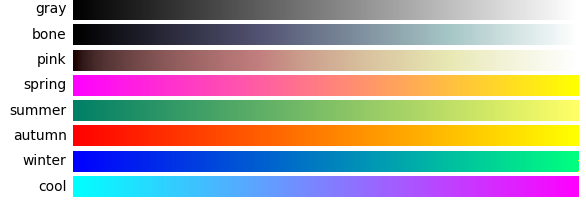 gray
bone
pink
spring
summer
autumn
winter
cool